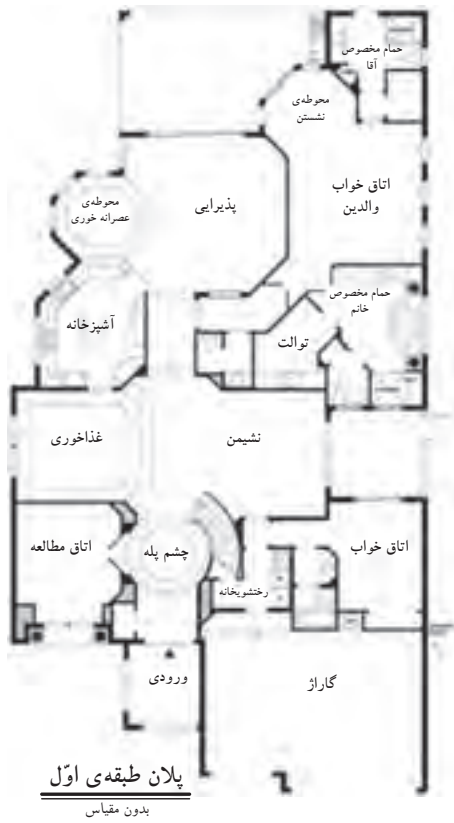 حمام مخصوص
آقا
محوطه‌ی
نشستن
اتاق خواب
والدین
پذیرایی
محوطه‌ی
عصرانه خوری
حمام مخصوص
خانم
آشپزخانه
توالت
غذاخوری
نشیمن
اتاق مطالعه
چشم پله
اتاق خواب
رختشویخانه
ورودی
گاراژ
پلان طبقه‌ی اوّل
بدون مقیاس